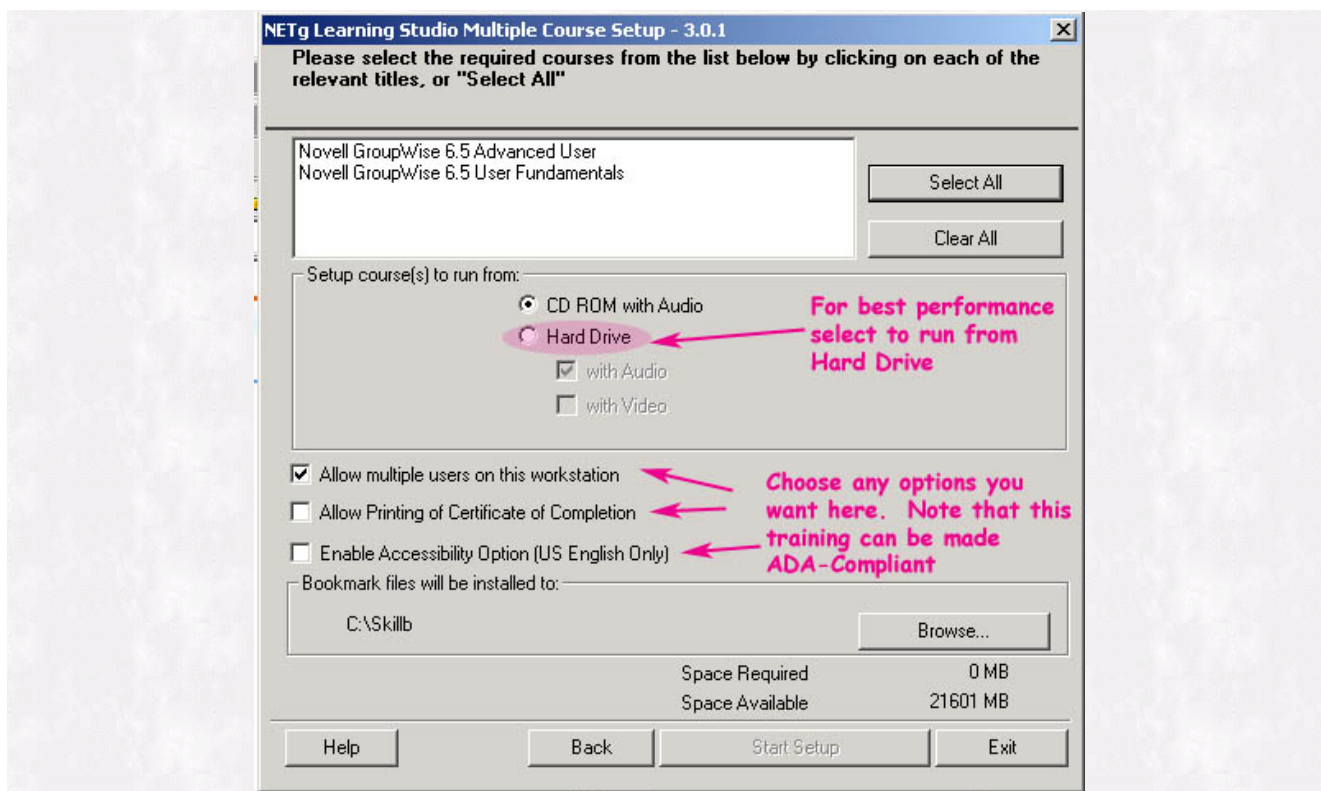 NETg Learning Studio Multiple Course Setup - 3.0.1
Please select the required courses from the list below by clicking on each of the
relevant titles, or "Select All"
Novell GroupWise 6.5 Advanced User
Novell GroupWise 6.5 User Fundamentals
Select All
Clear All
Setup course(s) to run from:
CD ROM with Audio
Hard Drive
with Audio
with Video
For best performance
select to run from
Hard Drive
Allow multiple users on this workstation
Allow Printing of Certificate of Completion
Enable Accessibility Option (US English Only)
Choose any options you
want here. Note that this
training can be made
ADA-Compliant
Bookmark files will be installed to:
C:\Skillb
Browse...
Space Required 0 MB
Space Available 21601 MB
Help Back Start Setup Exit